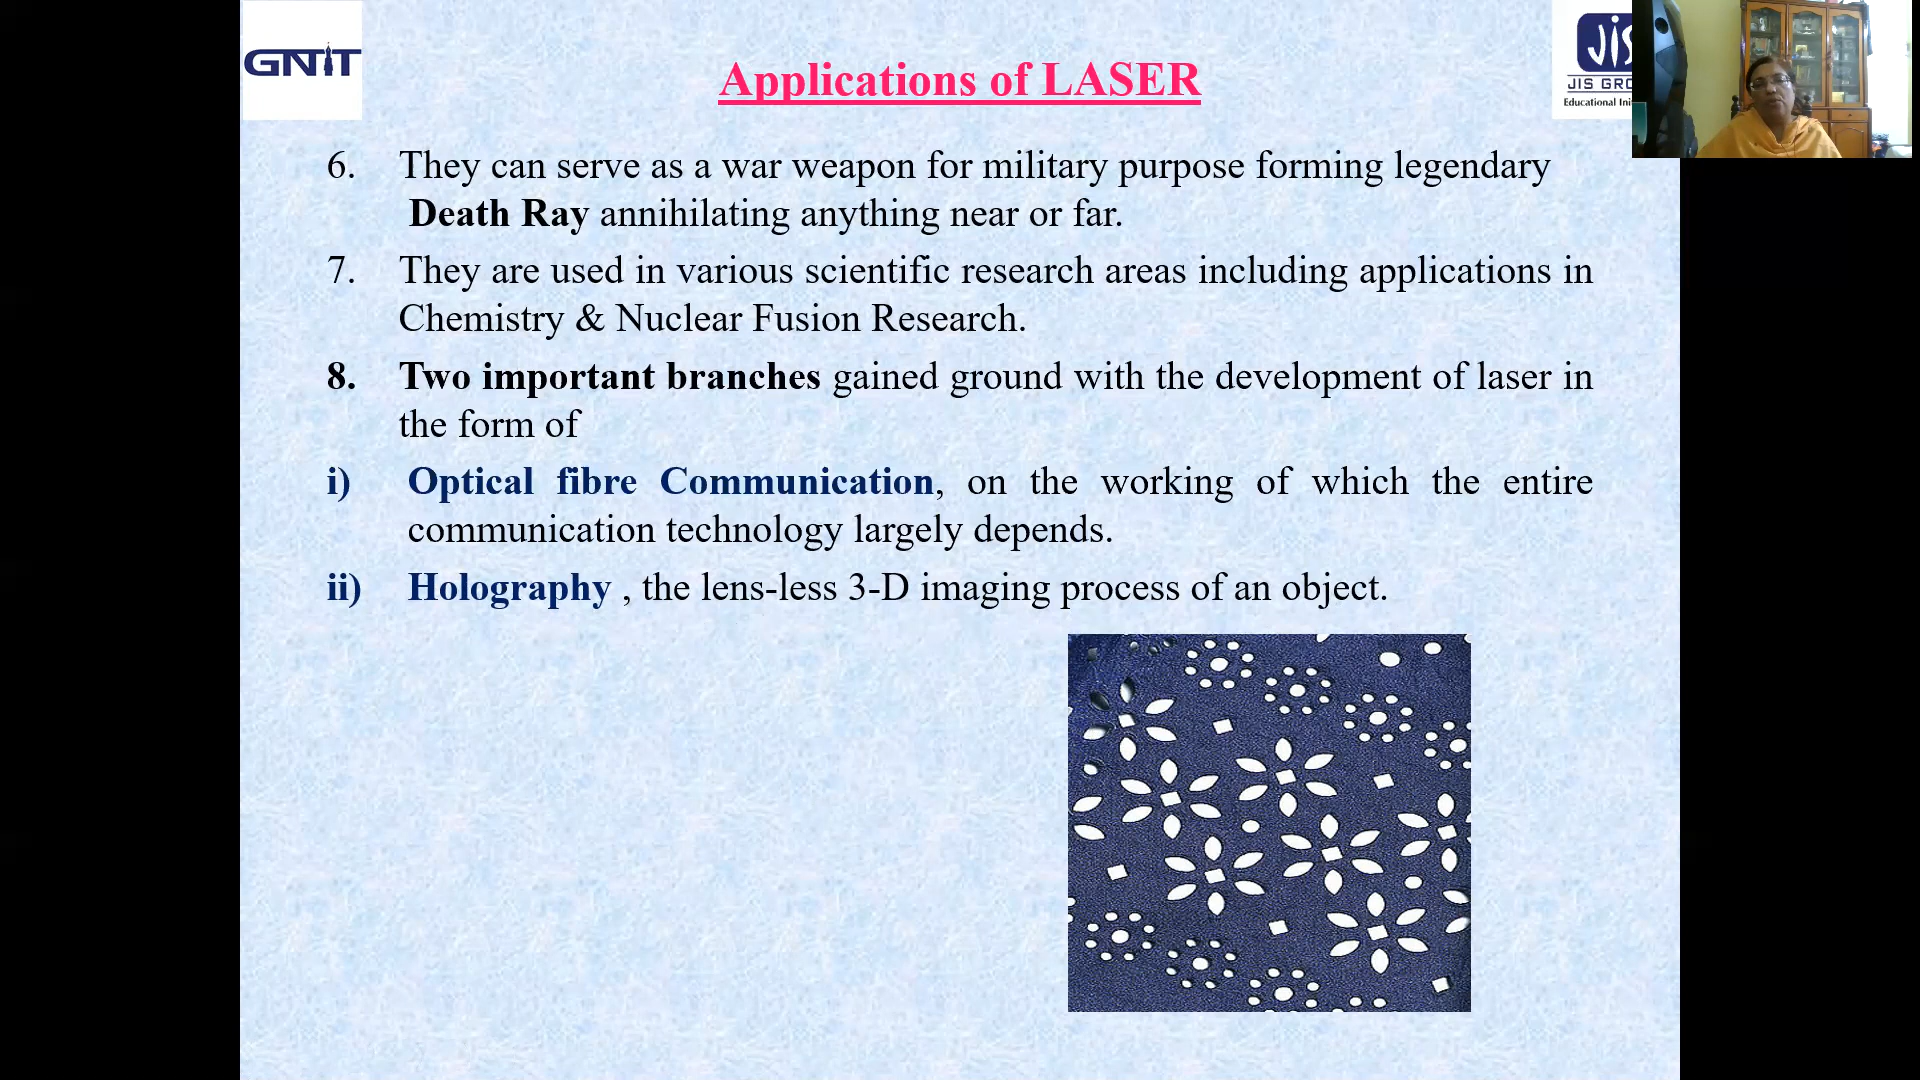 GNiT
Applications of LASER
JIS
JIS GRO
Educational Ini
6. They can serve as a war weapon for military purpose forming legendary
Death Ray annihilating anything near or far.
7. They are used in various scientific research areas including applications in
Chemistry & Nuclear Fusion Research.
8. Two important branches gained ground with the development of laser in
the form of
i) Optical fibre Communication, on the working of which the entire
communication technology largely depends.
ii) Holography , the lens-less 3-D imaging process of an object.